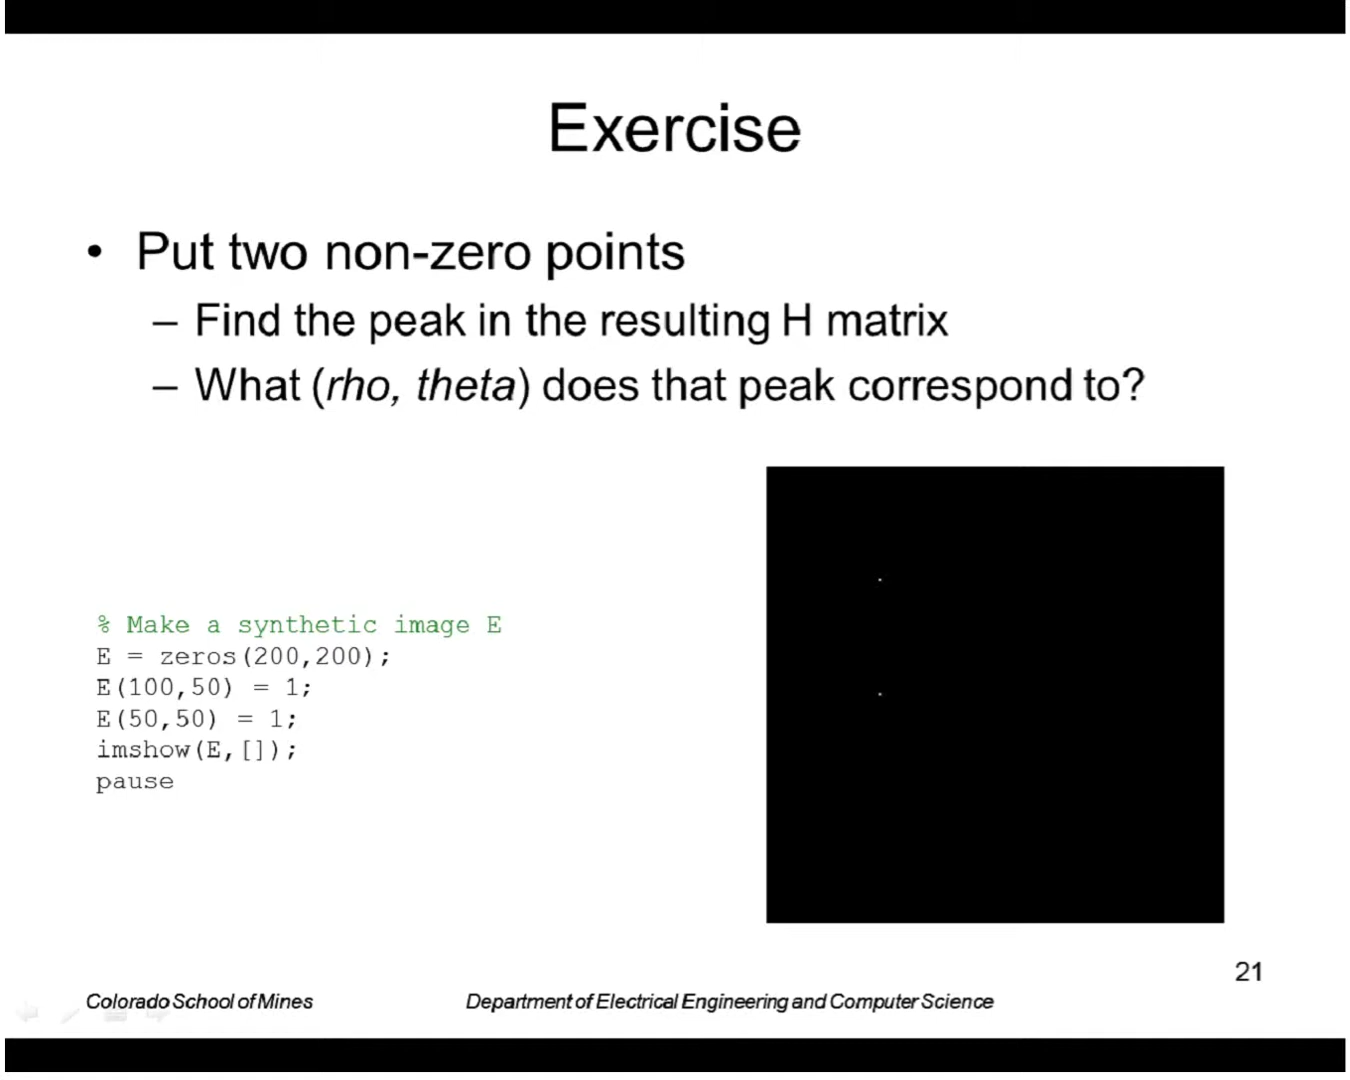 Exercise
• Put two non-zero points
– Find the peak in the resulting H matrix
– What (rho, theta) does that peak correspond to?
% Make a synthetic image E
E = zeros(200,200);
E(100,50) = 1;
E(50,50) = 1;
imshow(E,[]);
pause
21
Colorado School of Mines
Department of Electrical Engineering and Computer Science